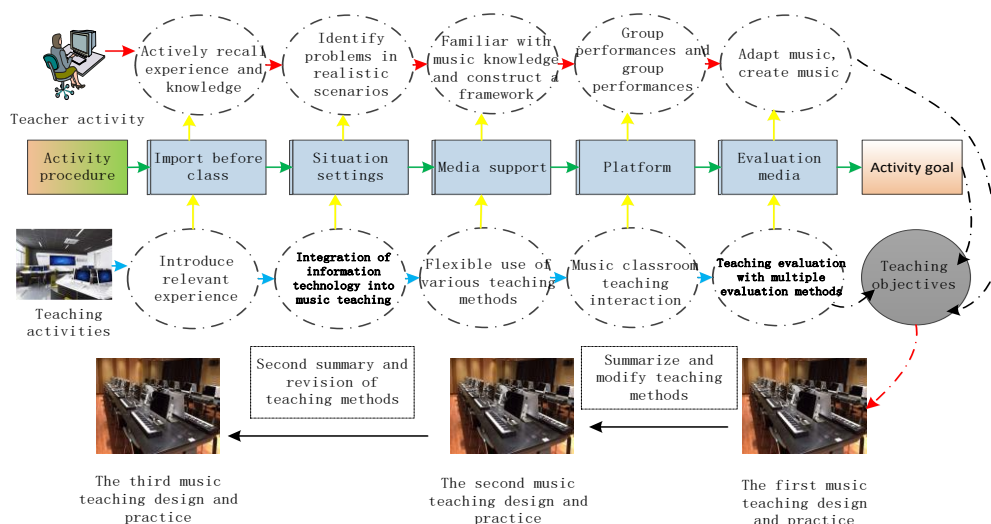 Actively recall
experience and
knowledge
Identify
problems in
realistic
scenarios
Familiar with
music knowledge
and construct a
framework
Group
performances and
group
performances
Adapt music,
create music
Teacher activity
Activity
procedure
Import before
class
Situation
settings
Media support
Platform
Evaluation
media
Activity goal
Introduce
relevant
experience
Integration of
information
technology into
music teaching
Flexible use of
various teaching
methods
Music classroom
teaching
interaction
Teaching evaluation
with multiple
evaluation methods
Teaching
objectives
Teaching
activities
Second summary and
revision of
teaching methods
Summarize and
modify teaching
methods
The third music
teaching design and
practice
The second music
teaching design and
practice
The first music
teaching design
and practice